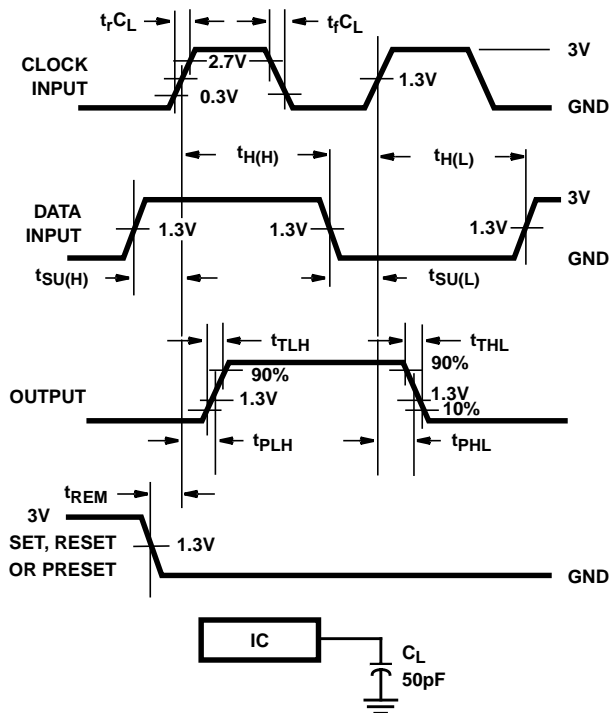 trCL tfCL
CLOCK INPUT 2.7V 0.3V 1.3V 3V GND
tH(H) tH(L)
DATA INPUT 1.3V 1.3V 1.3V 3V GND
tSU(H) tSU(L)
tTLH tTHL
90% 90%
OUTPUT 1.3V 1.3V
10%
tPLH tPHL
tREM
3V
SET, RESET 1.3V
OR PRESET GND
IC
CL
50pF